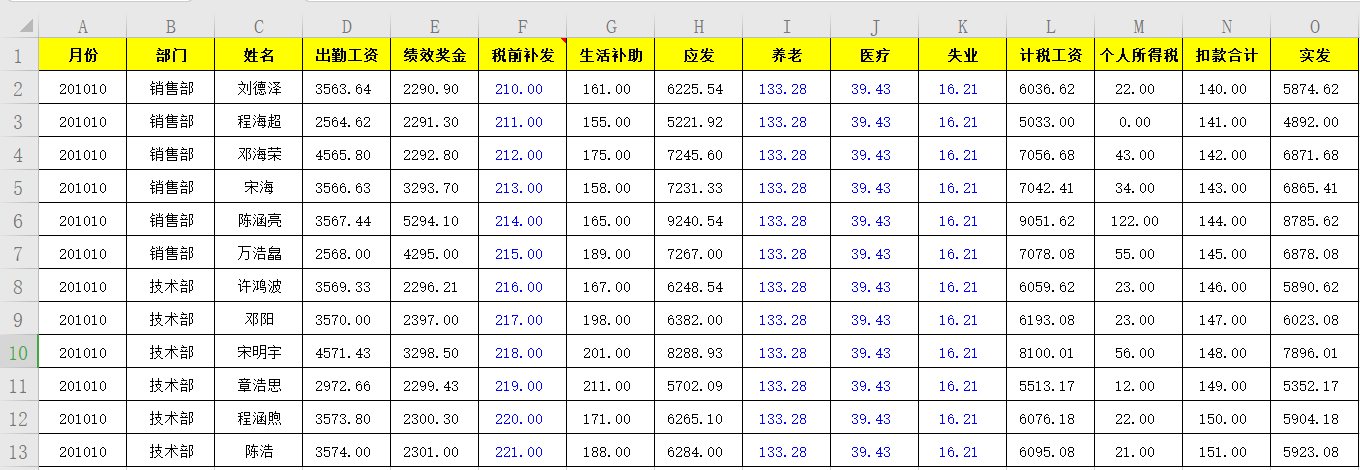 A B C D E F G H I J K L M N O
1 月份 部门 姓名 出勤工资 绩效奖金 税前补发 生活补助 应发 养老 医疗 失业 计税工资 个人所得税 扣款合计 实发
2 201010 销售部 刘德泽 3563.64 2290.90 210.00 161.00 6225.54 133.28 39.43 16.21 6036.62 22.00 140.00 5874.62
3 201010 销售部 程海超 2564.62 2291.30 211.00 155.00 5221.92 133.28 39.43 16.21 5033.00 0.00 141.00 4892.00
4 201010 销售部 邓海荣 4565.80 2292.80 212.00 175.00 7245.60 133.28 39.43 16.21 7056.68 43.00 142.00 6871.68
5 201010 销售部 宋海 3566.63 3293.70 213.00 158.00 7231.33 133.28 39.43 16.21 7042.41 34.00 143.00 6865.41
6 201010 销售部 陈涵亮 3567.44 5294.10 214.00 165.00 9240.54 133.28 39.43 16.21 9051.62 122.00 144.00 8785.62
7 201010 销售部 万浩皛 2568.00 4295.00 215.00 189.00 7267.00 133.28 39.43 16.21 7078.08 55.00 145.00 6878.08
8 201010 技术部 许鸿波 3569.33 2296.21 216.00 167.00 6248.54 133.28 39.43 16.21 6059.62 23.00 146.00 5890.62
9 201010 技术部 邓阳 3570.00 2397.00 217.00 198.00 6382.00 133.28 39.43 16.21 6193.08 23.00 147.00 6023.08
10 201010 技术部 宋明宇 4571.43 3298.50 218.00 201.00 8288.93 133.28 39.43 16.21 8100.01 56.00 148.00 7896.01
11 201010 技术部 章浩思 2972.66 2299.43 219.00 211.00 5702.09 133.28 39.43 16.21 5513.17 12.00 149.00 5352.17
12 201010 技术部 程涵煦 3573.80 2300.30 220.00 171.00 6265.10 133.28 39.43 16.21 6076.18 22.00 150.00 5904.18
13 201010 技术部 陈浩 3574.00 2301.00 221.00 188.00 6284.00 133.28 39.43 16.21 6095.08 21.00 151.00 5923.08